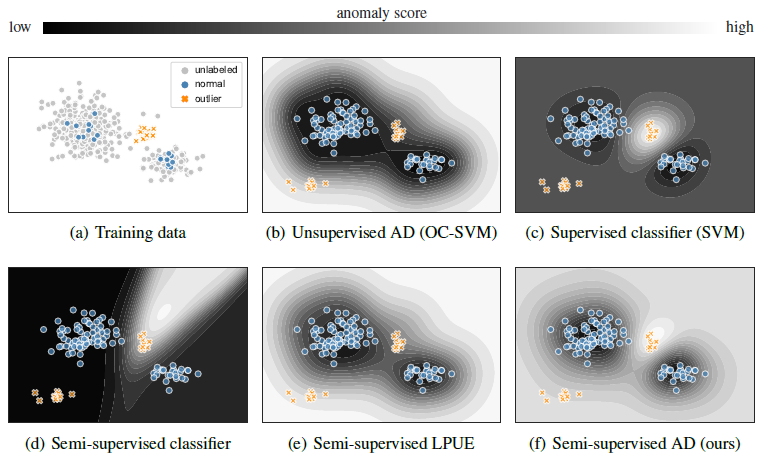 anomaly score
low
high
unlabeled
normal
outlier
(a) Training data
(b) Unsupervised AD (OC-SVM)
(c) Supervised classifier (SVM)
(d) Semi-supervised classifier
(e) Semi-supervised LPUE
(f) Semi-supervised AD (ours)